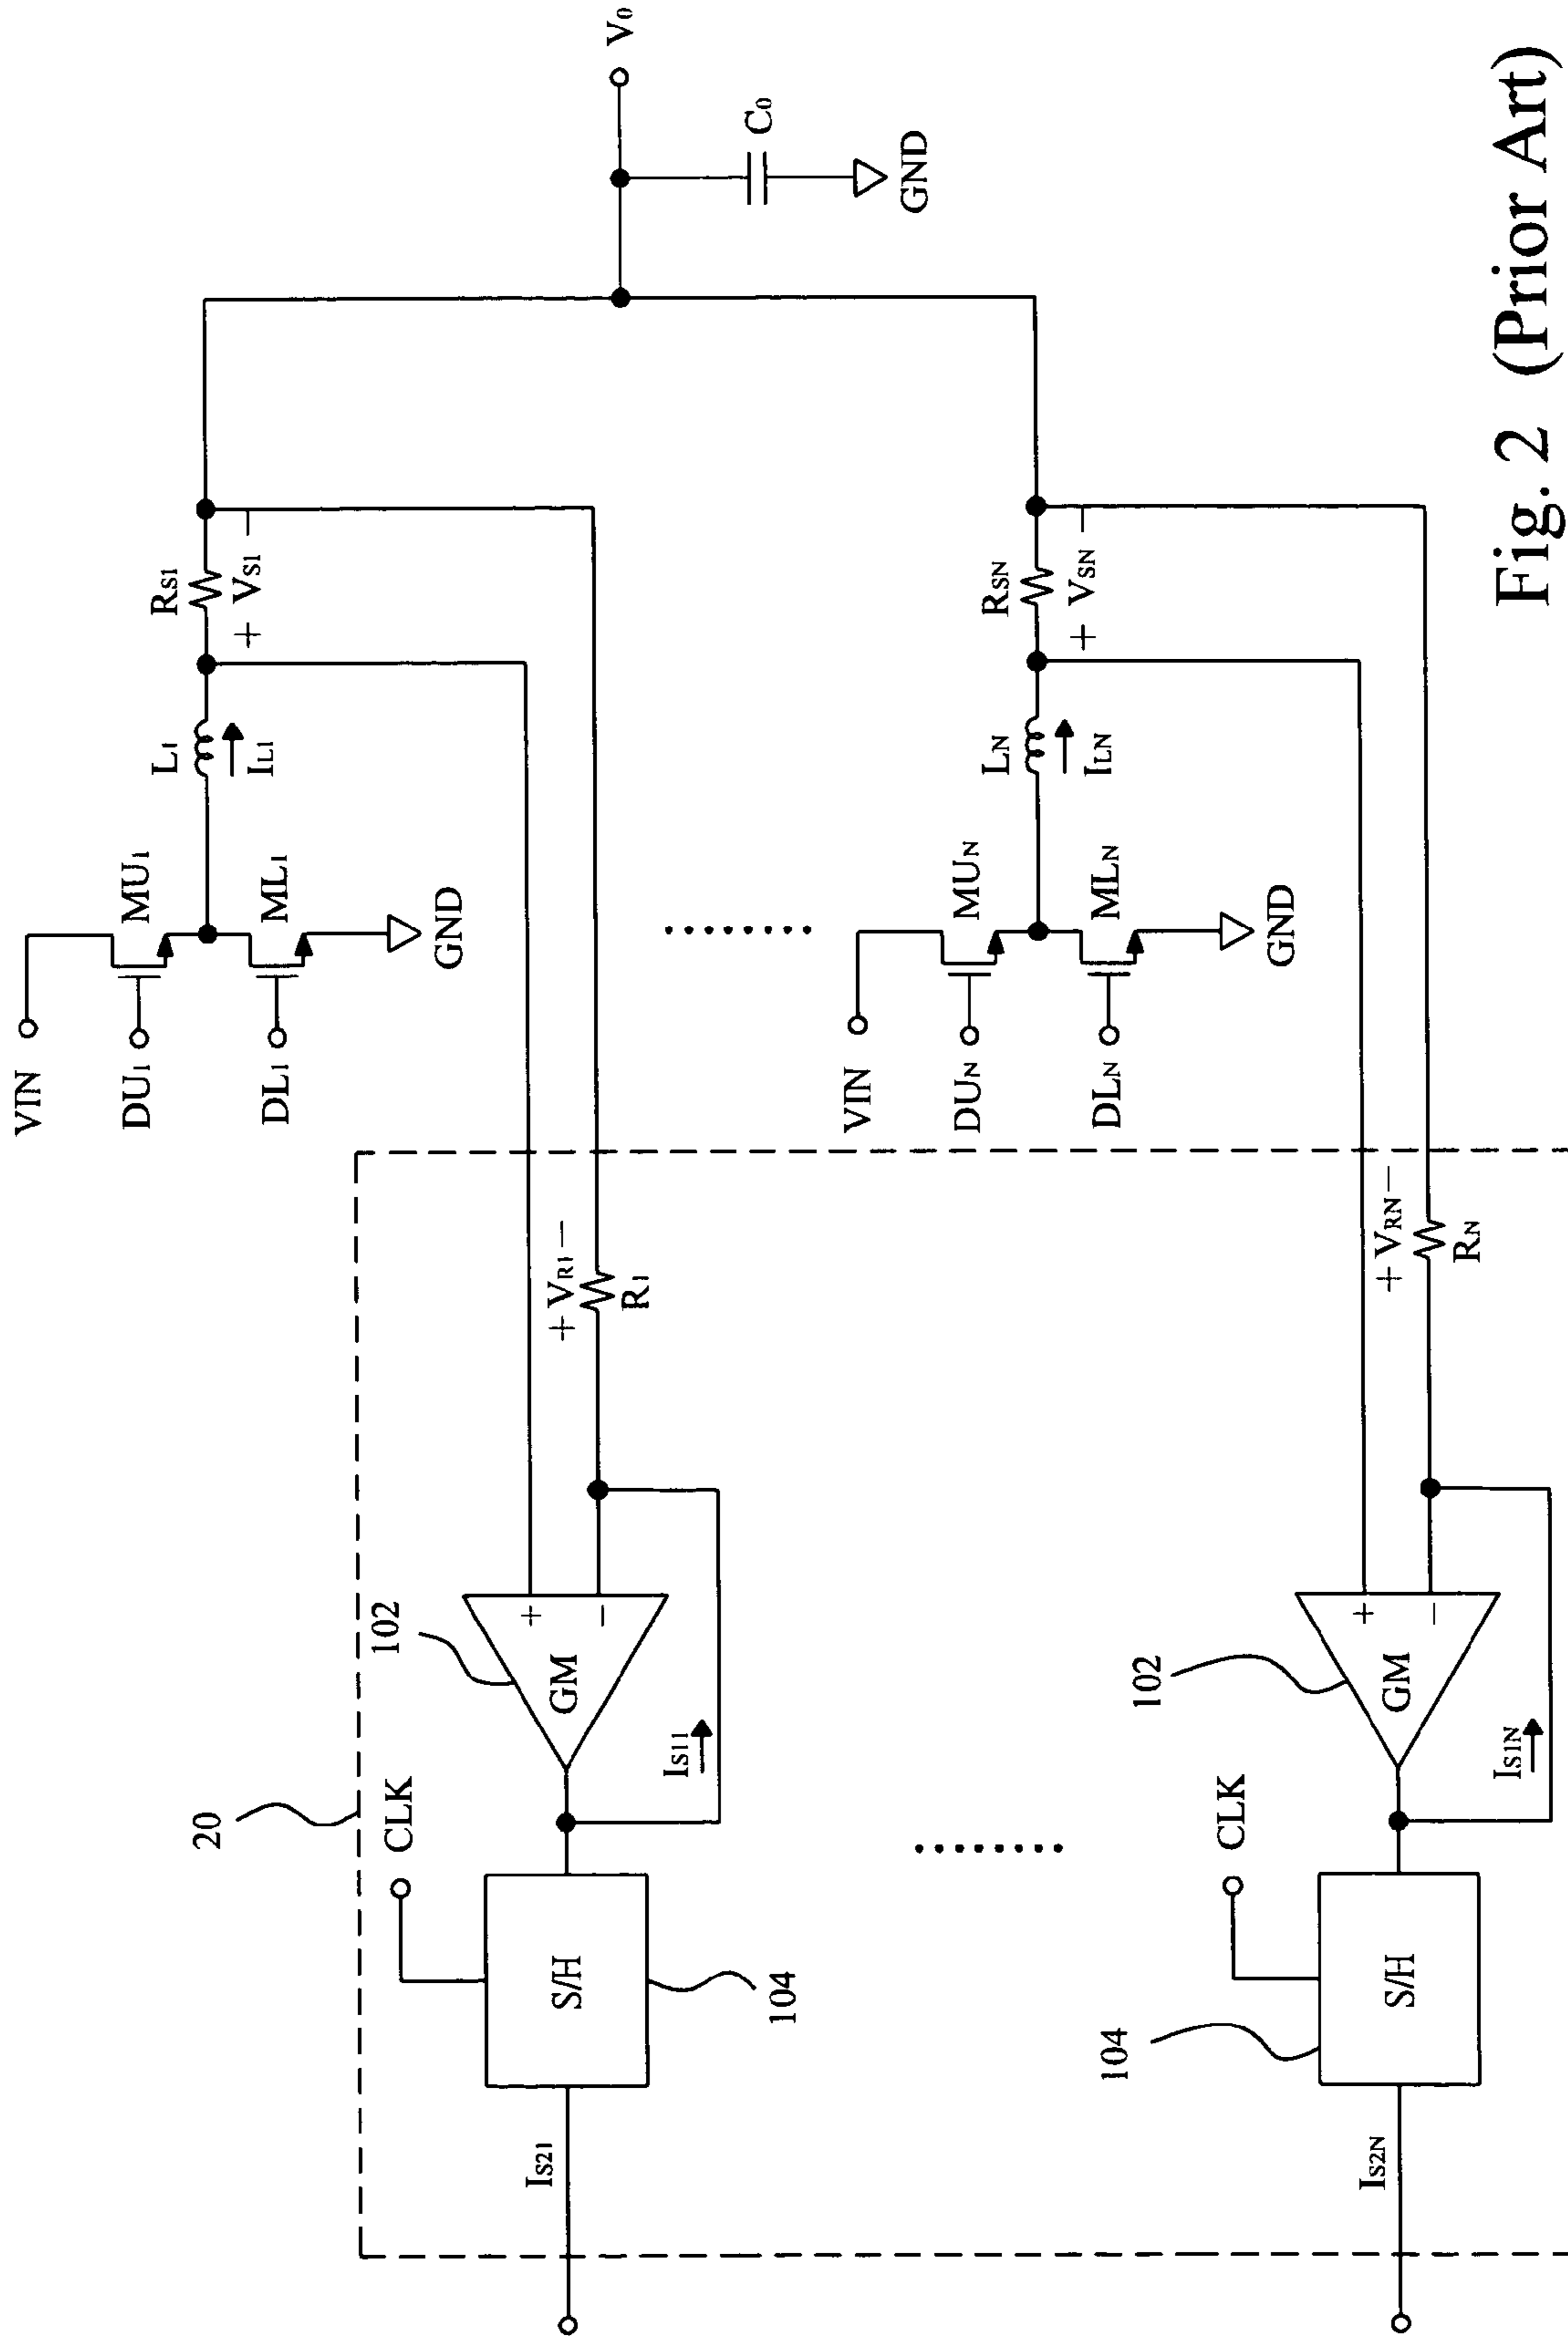 VIN
DU1
MU1
DL1
ML1
GND
L1
IL1
RS1
+ VS1 −
Vo
Co
GND
20
CLK
102
+ VR1 −
R1
+
−
GM
IS11
S/H
IS21
104
VIN
DUN
MUN
DLN
MLN
GND
LN
ILN
RSN
+ VSN −
CLK
102
+ VRN −
RN
+
−
GM
IS1N
S/H
104
IS2N
Fig. 2 (Prior Art)